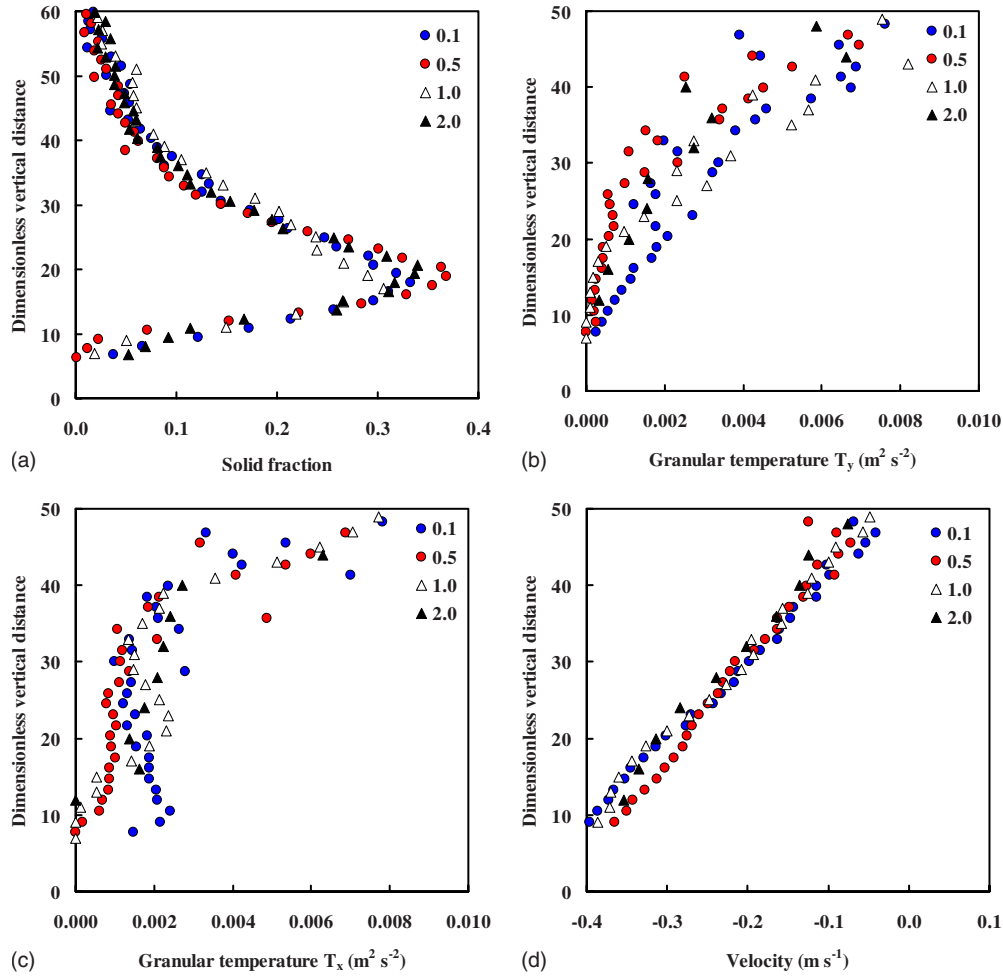 60
50
40
30
20
10
0
Dimensionless vertical distance
0.0 0.1 0.2 0.3 0.4
Solid fraction
0.1
0.5
1.0
2.0
(a)
50
40
30
20
10
0
Dimensionless vertical distance
0.000 0.002 0.004 0.006 0.008 0.010
Granular temperature T_y (m² s⁻²)
0.1
0.5
1.0
2.0
(b)
50
40
30
20
10
0
Dimensionless vertical distance
0.000 0.002 0.004 0.006 0.008 0.010
Granular temperature T_x (m² s⁻²)
0.1
0.5
1.0
2.0
(c)
50
40
30
20
10
0
Dimensionless vertical distance
-0.4 -0.3 -0.2 -0.1 0.0 0.1
Velocity (m s⁻¹)
0.1
0.5
1.0
2.0
(d)